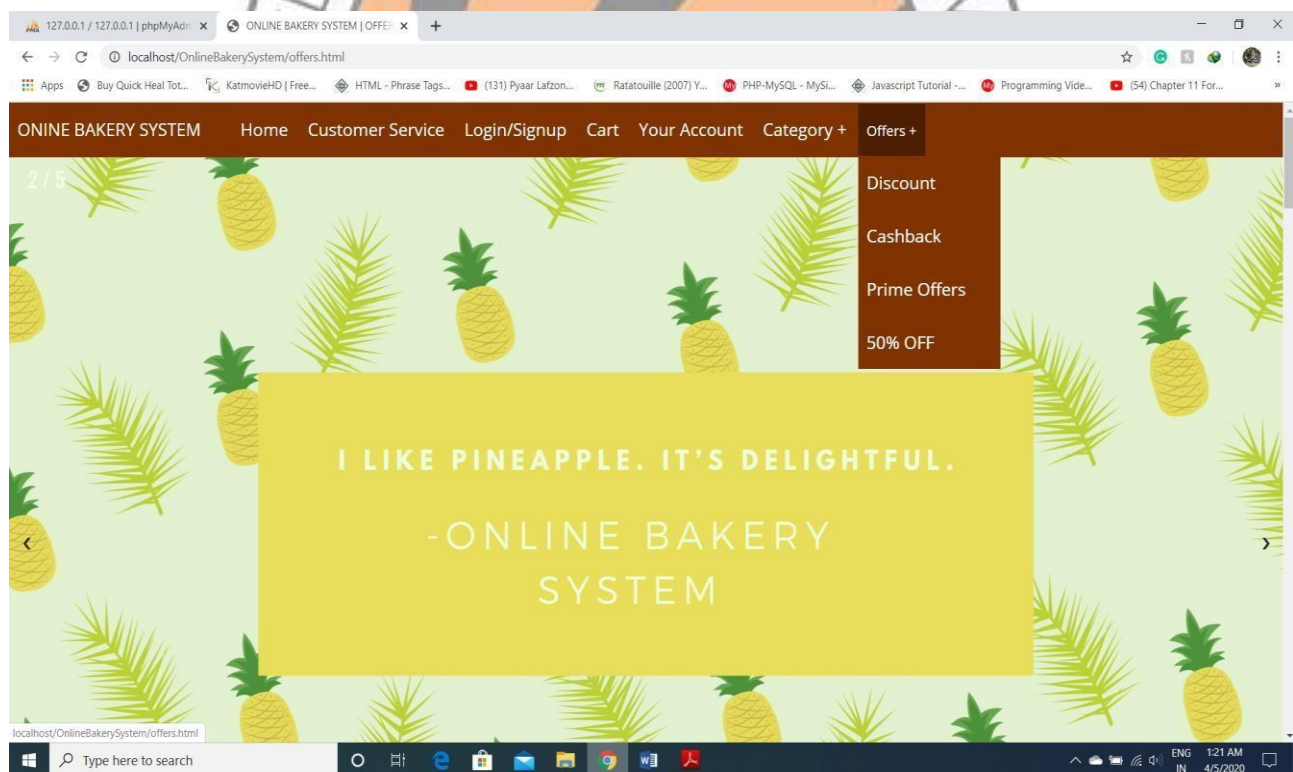 127.0.0.1 / 127.0.0.1 | phpMyAdm
ONLINE BAKERY SYSTEM | OFFE
localhost/OnlineBakerySystem/offers.html
Apps Buy Quick Heal Tot... KatmovieHD | Free... HTML - Phrase Tags... (131) Pyaar Lafzon... Ratatouille (2007) Y... PHP-MySQL - MySi... Javascript Tutorial -... Programming Vide... (54) Chapter 11 For... »
ONINE BAKERY SYSTEM Home Customer Service Login/Signup Cart Your Account Category + Offers +
2 / 5
Discount
Cashback
Prime Offers
50% OFF
I LIKE PINEAPPLE. IT'S DELIGHTFUL.
-ONLINE BAKERY
SYSTEM
localhost/OnlineBakerySystem/offers.html
Type here to search
ENG 1:21 AM
IN 4/5/2020